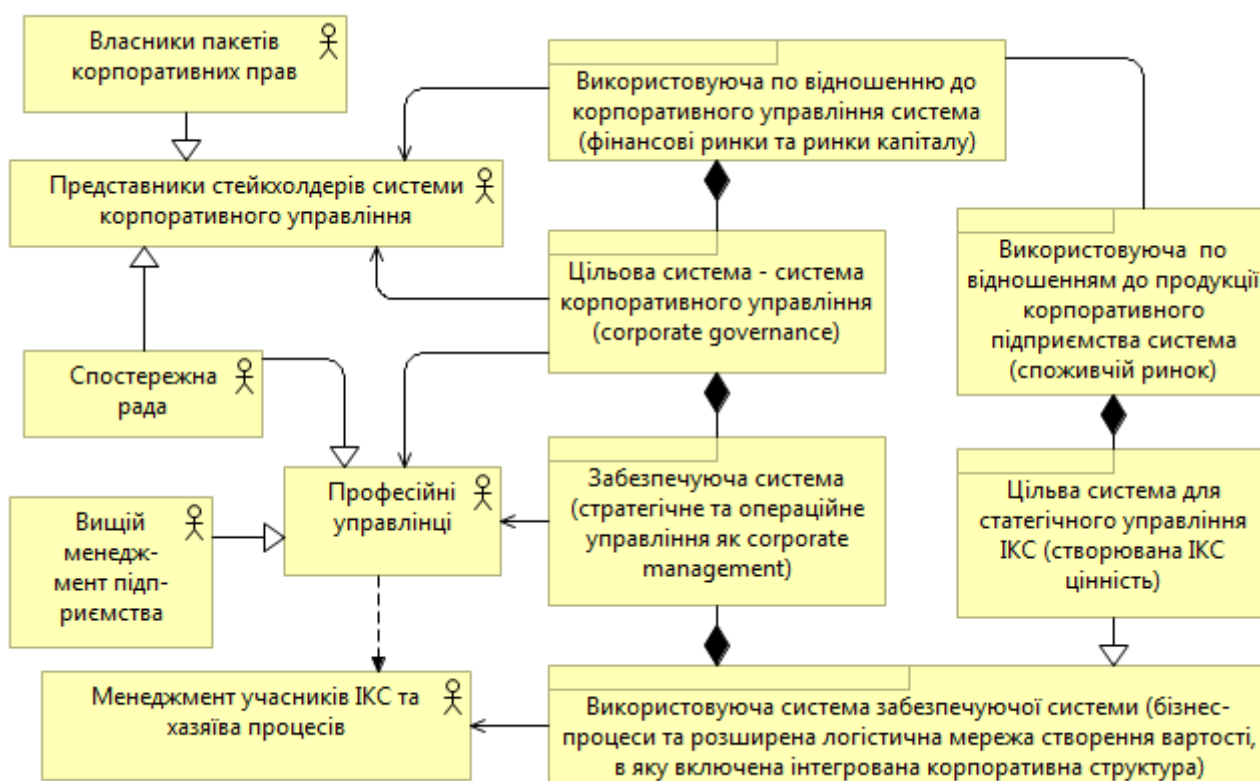 Власники пакетів
корпоративних прав
Використовуюча по відношенню до
корпоративного управління система
(фінансові ринки та ринки капіталу)
Представники стейкхолдерів системи
корпоративного управління
Використовуюча по
відношенням до продукції
корпоративного
підприємства система
(споживчій ринок)
Цільова система - система
корпоративного управління
(corporate governance)
Спостережна
рада
Професійні
управлінці
Забезпечуюча система
(стратегічне та операційне
управління як corporate
management)
Цільва система для
статегічного управління
ІКС (створювана ІКС
цінність)
Вищій
менедж-
мент підп-
риємства
Менеджмент учасників ІКС та
хазяїва процесів
Використовуюча система забезпечуючої системи (бізнес-
процеси та розширена логістична мережа створення вартості,
в яку включена інтегрована корпоративна структура)